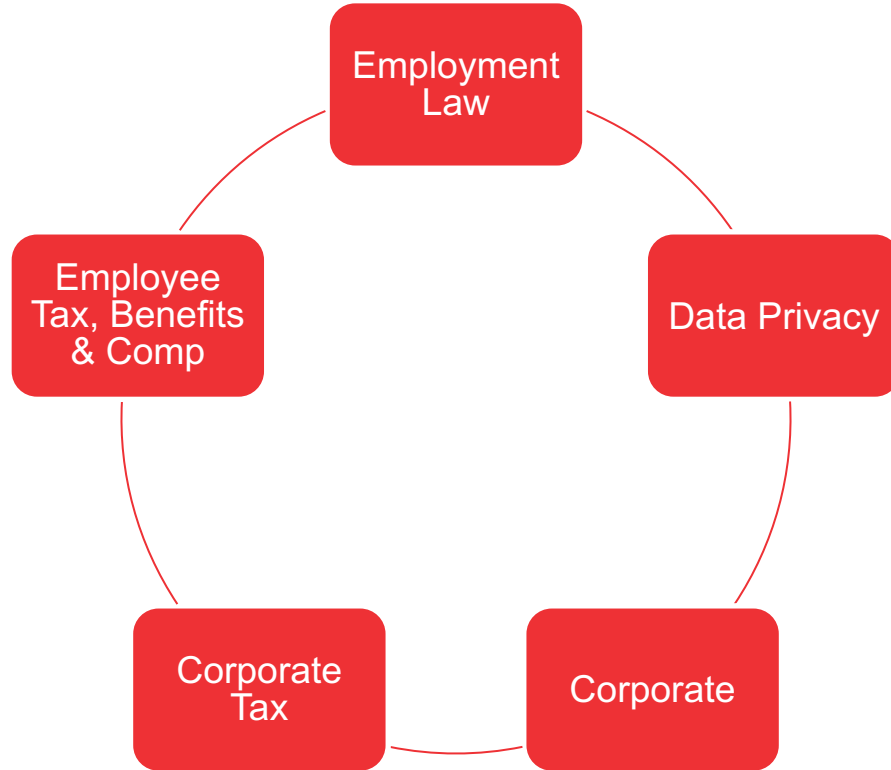 Employment
Law
Data Privacy
Corporate
Corporate
Tax
Employee
Tax, Benefits
& Comp